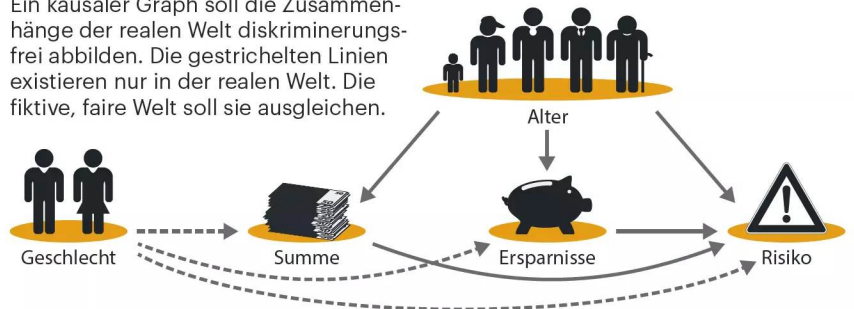 Ein kausaler Graph soll die Zusammen-
hänge der realen Welt diskriminerungs-
frei abbilden. Die gestrichelten Linien
existieren nur in der realen Welt. Die
fiktive, faire Welt soll sie ausgleichen.
Alter
Geschlecht
Summe
Ersparnisse
Risiko